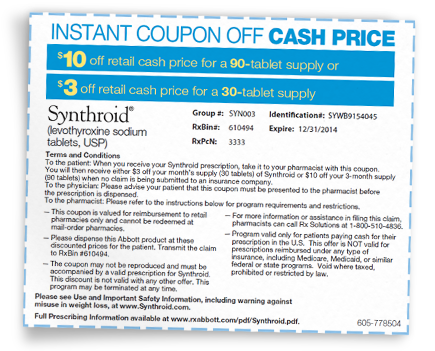 INSTANT COUPON OFF CASH PRICE
$10 off retail cash price for a 90-tablet supply or
$3 off retail cash price for a 30-tablet supply
Synthroid®
(levothyroxine sodium
tablets, USP)
Group #: SYN003 Identification#: SYWB9154045
RxBin#: 610494 Expire: 12/31/2014
RxPcN: 3333
Terms and Conditions
To the patient: When you receive your Synthroid prescription, take it to your pharmacist with this coupon.
You will then receive either $3 off your month's supply (30 tablets) of Synthroid or $10 off your 3-month supply
(90 tablets) when no claim is being submitted to an insurance company.
To the physician: Please advise your patient that this coupon must be presented to the pharmacist before
the prescription is dispensed.
To the pharmacist: Please refer to the instructions below for program requirements and restrictions.
— This coupon is valued for reimbursement to retail
pharmacies only and cannot be redeemed at
mail-order pharmacies.
— Please dispense this Abbott product at these
discounted prices for the patient. Transmit the claim
to RxBin #610494.
— The coupon may not be reproduced and must be
accompanied by a valid prescription for Synthroid.
This discount is not valid with any other offer. This
program may be terminated at any time.
— For more information or assistance in filing this claim,
pharmacists can call Rx Solutions at 1-800-510-4836.
— Program valid only for patients paying cash for their
prescription in the U.S. This offer is NOT valid for
prescriptions reimbursed under any type of
insurance, including Medicare, Medicaid, or similar
federal or state programs. Void where taxed,
prohibited or restricted by law.
Please see Use and Important Safety Information, including warning against
misuse in weight loss, at www.Synthroid.com.
Full Prescribing Information available at www.rxabbott.com/pdf/Synthroid.pdf.
605-778504